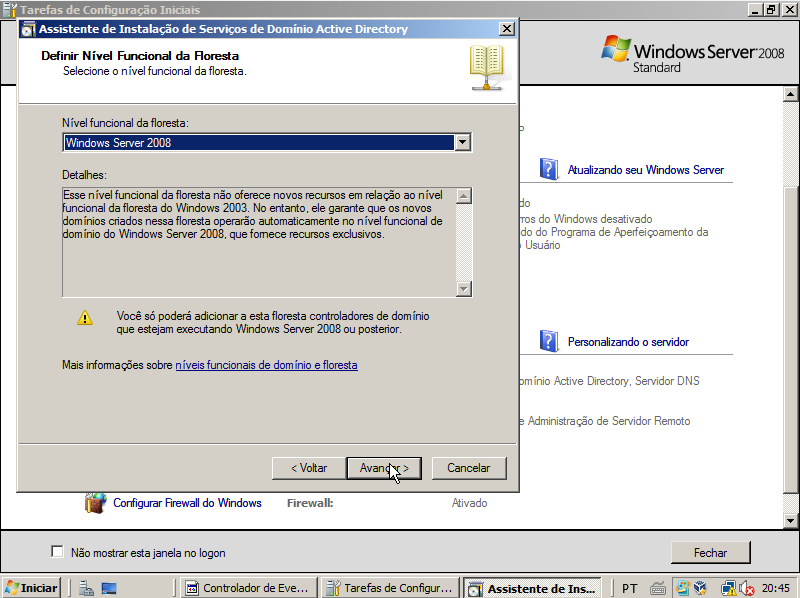 Tarefas de Configuração Iniciais
Assistente de Instalação de Serviços de Domínio Active Directory
Definir Nível Funcional da Floresta
Selecione o nível funcional da floresta.
Windows Server 2008
Standard
Nível funcional da floresta:
Windows Server 2008
Detalhes:
Esse nível funcional da floresta não oferece novos recursos em relação ao nível
funcional da floresta do Windows 2003. No entanto, ele garante que os novos
domínios criados nessa floresta operarão automaticamente no nível funcional de
domínio do Windows Server 2008, que fornece recursos exclusivos.
Você só poderá adicionar a esta floresta controladores de domínio
que estejam executando Windows Server 2008 ou posterior.
Mais informações sobre níveis funcionais de domínio e floresta
< Voltar
Avançar >
Cancelar
Atualizando seu Windows Server
do
rros do Windows desativado
do do Programa de Aperfeiçoamento da
o Usuário
Personalizando o servidor
omínio Active Directory, Servidor DNS
e Administração de Servidor Remoto
Configurar Firewall do Windows
Firewall:
Ativado
Não mostrar esta janela no logon
Fechar
Iniciar
Controlador de Eve...
Tarefas de Configur...
Assistente de Ins...
PT
20:45